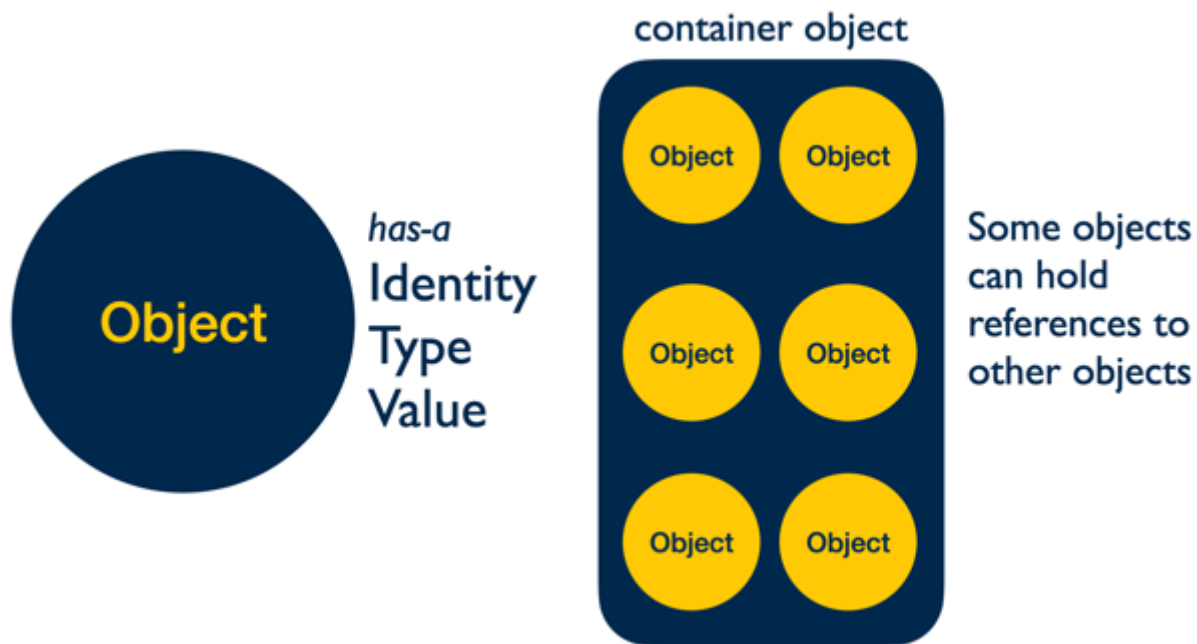 Object
has-a
Identity
Type
Value
container object
Object Object
Object Object
Object Object
Some objects
can hold
references to
other objects